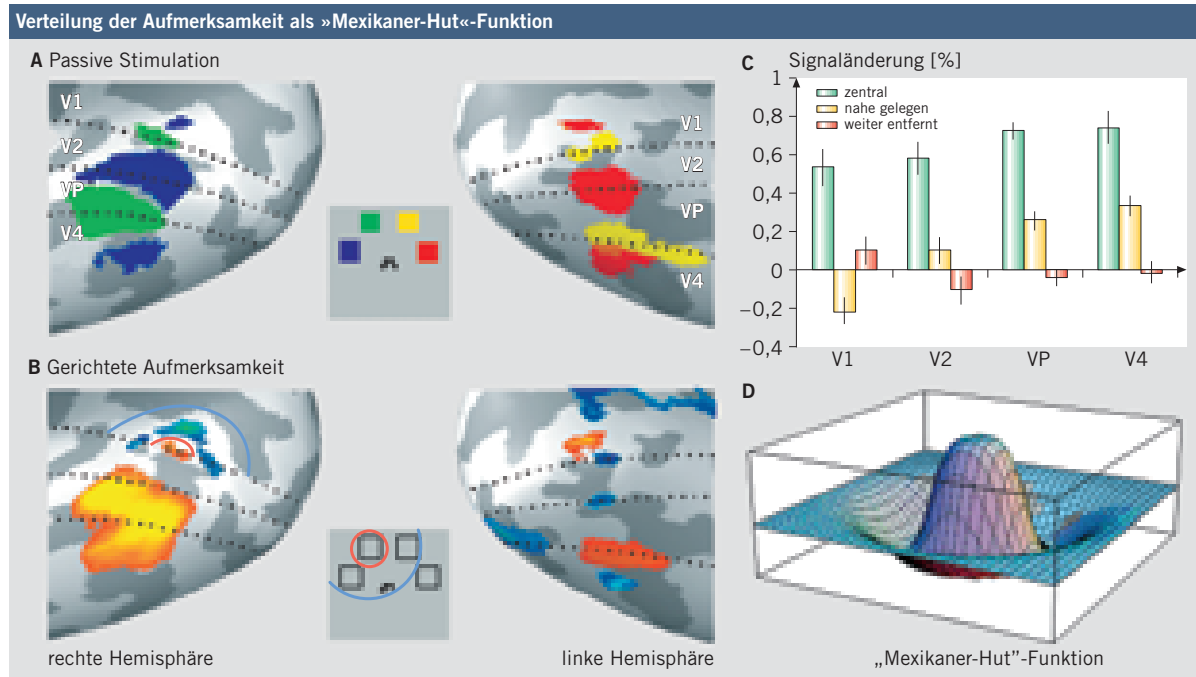 Verteilung der Aufmerksamkeit als »Mexikaner-Hut«-Funktion
A Passive Stimulation
V1
V2
VP
V4
V1
V2
VP
V4
C Signaländerung [%]
1
0,8
0,6
0,4
0,2
0
−0,2
−0,4
zentral
nahe gelegen
weiter entfernt
V1 V2 VP V4
B Gerichtete Aufmerksamkeit
rechte Hemisphäre
linke Hemisphäre
D
„Mexikaner-Hut”-Funktion